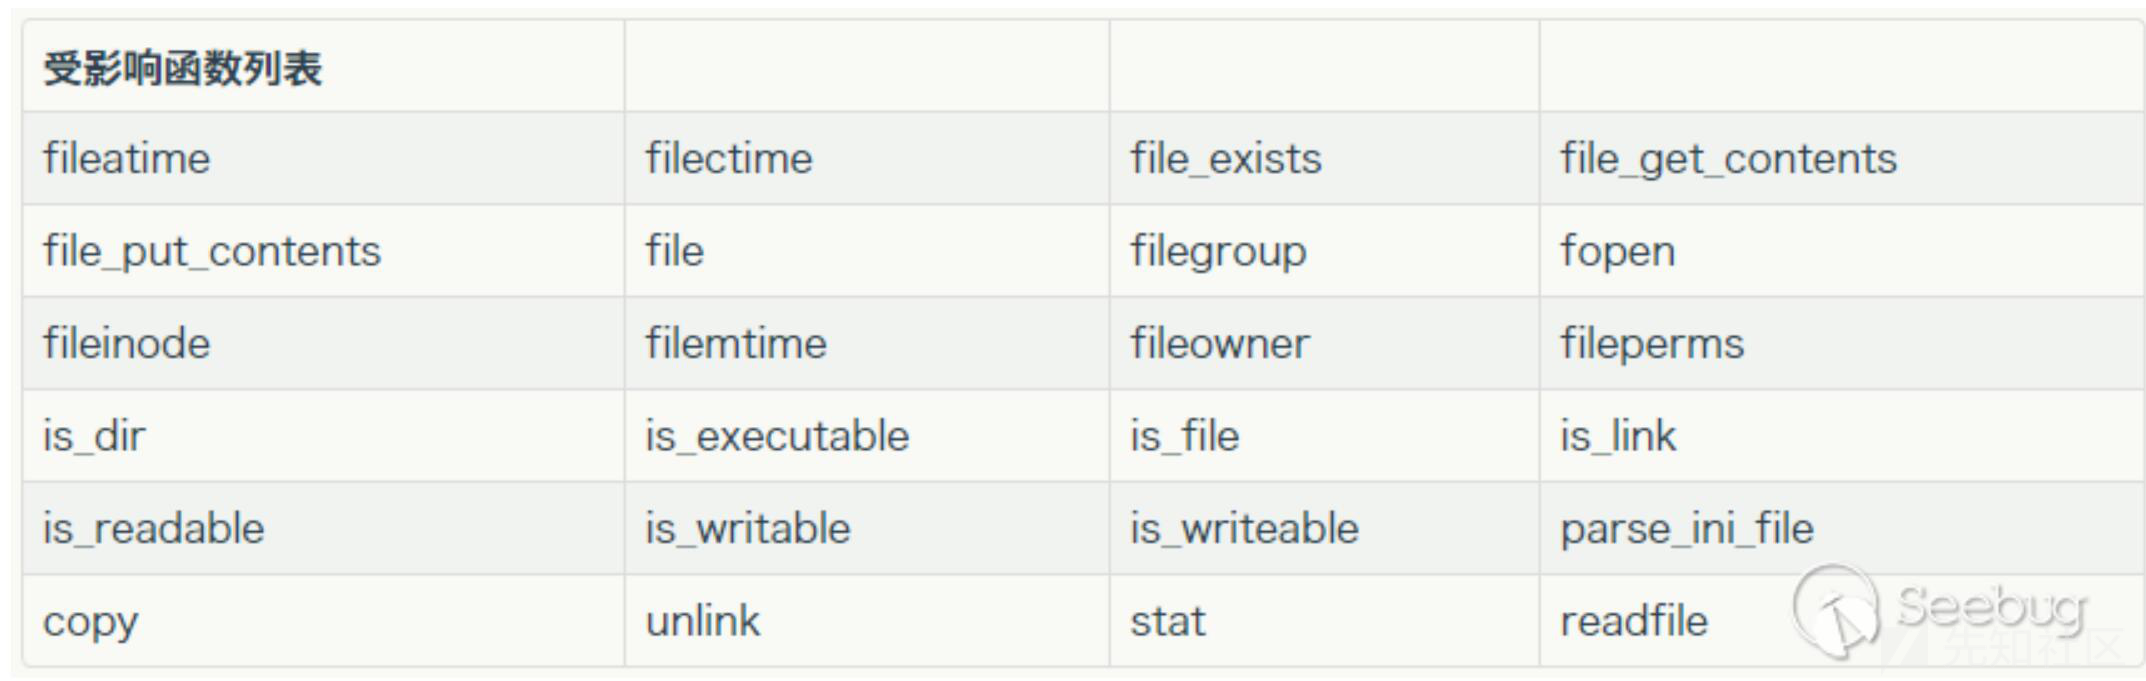 受影响函数列表
fileatime filectime file_exists file_get_contents
file_put_contents file filegroup fopen
fileinode filemtime fileowner fileperms
is_dir is_executable is_file is_link
is_readable is_writable is_writeable parse_ini_file
copy unlink stat readfile
Seebug
先知社区